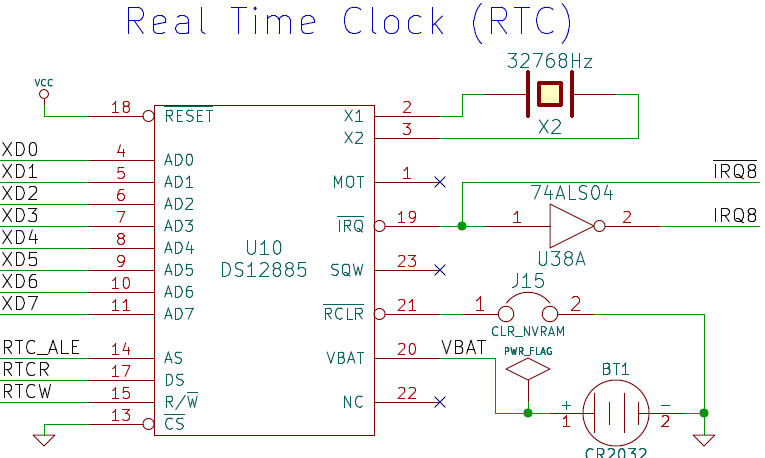 Real Time Clock (RTC)
32768Hz
X2
VCC
18 RESET
X1 2
X2 3
XD0 4 AD0
XD1 5 AD1
MOT 1
IRQ8
XD2 6 AD2
74ALS04
XD3 7 AD3
IRQ 19
1 2
IRQ8
XD4 8 AD4
U10
U38A
XD5 9 AD5
DS12885
SQW 23
XD6 10 AD6
J15
XD7 11 AD7
RCLR 21
1 2
CLR_NVRAM
RTC_ALE 14 AS
VBAT 20 VBAT
PWR_FLAG
RTCR 17 DS
BT1
RTCW 15 R/W
NC 22
+ -
13 CS
1 2
CR2032